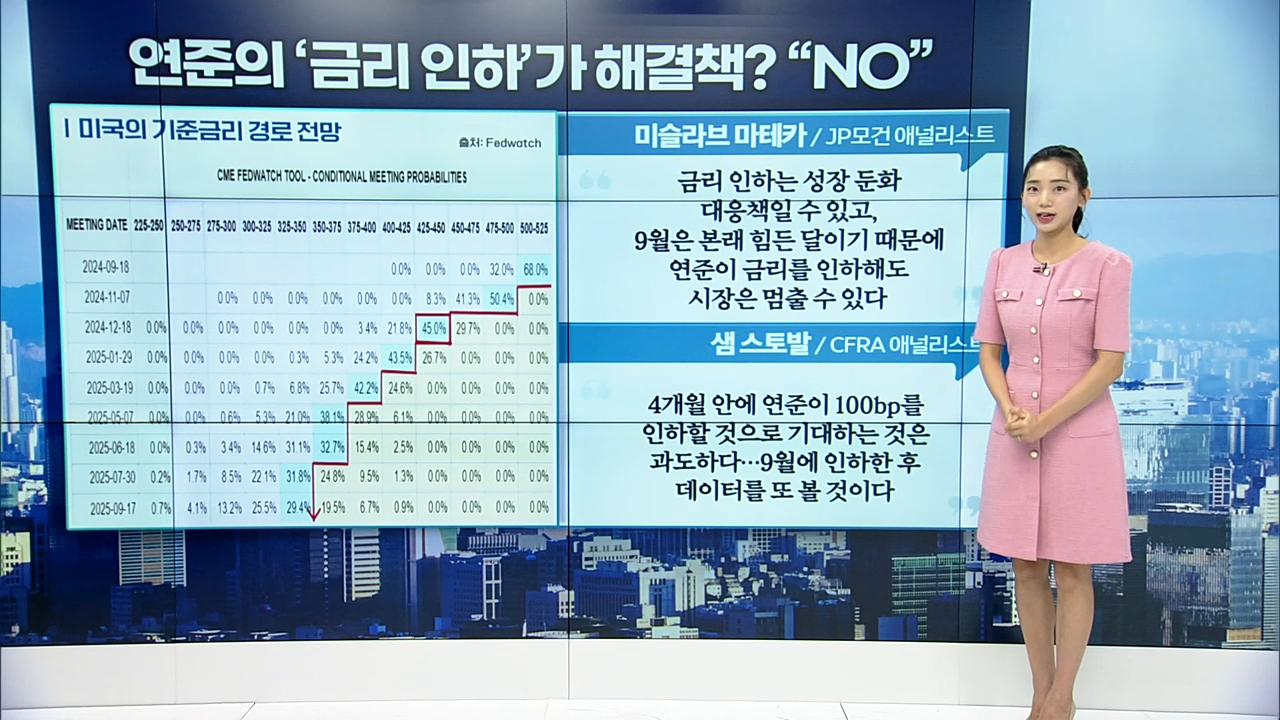 연준의 ‘금리 인하’가 해결책? “NO”
미국의 기준금리 경로 전망
출처: Fedwatch
CME FEDWATCH TOOL - CONDITIONAL MEETING PROBABILITIES
MEETING DATE 225-250 250-275 275-300 300-325 325-350 350-375 375-400 400-425 425-450 450-475 475-500 500-525
2024-09-18 0.0% 0.0% 0.0% 32.0% 68.0%
2024-11-07 0.0% 0.0% 0.0% 0.0% 0.0% 0.0% 8.3% 41.3% 50.4% 0.0%
2024-12-18 0.0% 0.0% 0.0% 0.0% 0.0% 0.0% 3.4% 21.8% 45.0% 29.7% 0.0% 0.0%
2025-01-29 0.0% 0.0% 0.0% 0.0% 0.3% 5.3% 24.2% 43.5% 26.7% 0.0% 0.0% 0.0%
2025-03-19 0.0% 0.0% 0.0% 0.7% 6.8% 25.7% 42.2% 24.6% 0.0% 0.0% 0.0% 0.0%
2025-05-07 0.0% 0.0% 0.6% 5.3% 21.0% 38.1% 28.9% 6.1% 0.0% 0.0% 0.0% 0.0%
2025-06-18 0.0% 0.3% 3.4% 14.6% 31.1% 32.7% 15.4% 2.5% 0.0% 0.0% 0.0% 0.0%
2025-07-30 0.2% 1.7% 8.5% 22.1% 31.8% 24.8% 9.5% 1.3% 0.0% 0.0% 0.0% 0.0%
2025-09-17 0.7% 4.1% 13.2% 25.5% 29.4% 19.5% 6.7% 0.9% 0.0% 0.0% 0.0% 0.0%
미슬라브 마테카 / JP모건 애널리스트
금리 인하는 성장 둔화
대응책일 수 있고,
9월은 본래 힘든 달이기 때문에
연준이 금리를 인하해도
시장은 멈출 수 있다
샘 스토발 / CFRA 애널리스트
4개월 안에 연준이 100bp를
인하할 것으로 기대하는 것은
과도하다…9월에 인하한 후
데이터를 또 볼 것이다